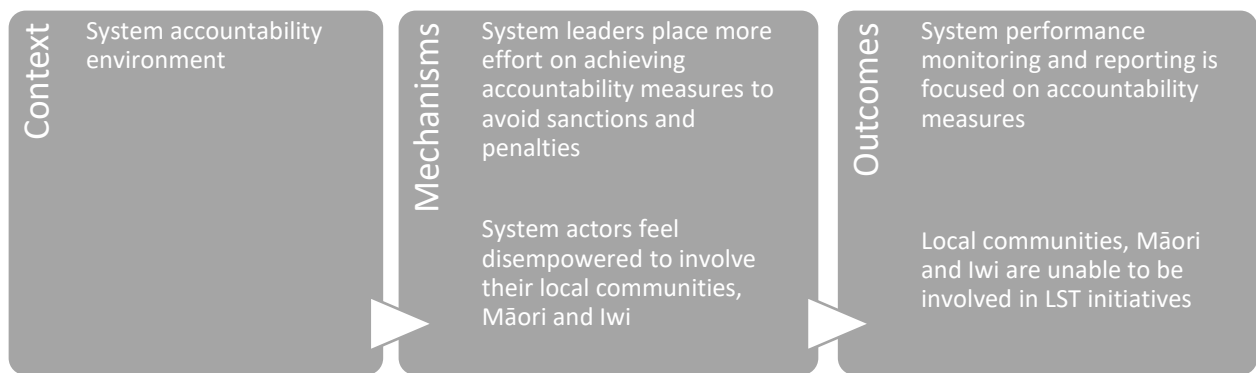 Context
System accountability
environment
Mechanisms
System leaders place more
effort on achieving
accountability measures to
avoid sanctions and
penalties
System actors feel
disempowered to involve
their local communities,
Māori and Iwi
Outcomes
System performance
monitoring and reporting is
focused on accountability
measures
Local communities, Māori
and Iwi are unable to be
involved in LST initiatives